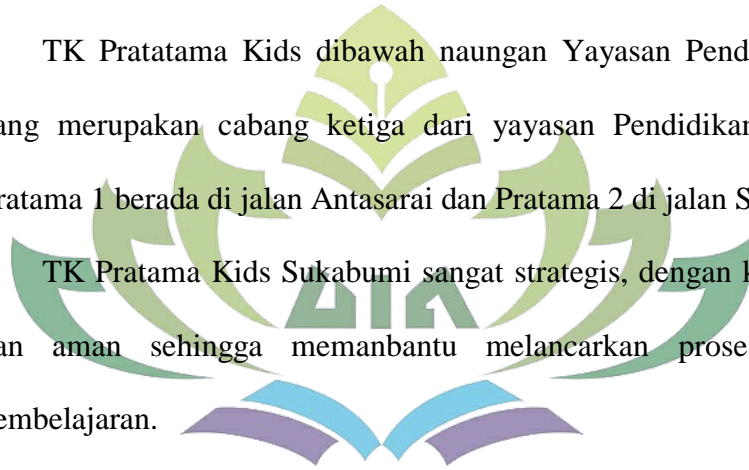 TK Pratatama Kids dibawah naungan Yayasan Pend
ang merupakan cabang ketiga dari yayasan Pendidikan
ratama 1 berada di jalan Antasarai dan Pratama 2 di jalan S
TK Pratama Kids Sukabumi sangat strategis, dengan k
an aman sehingga memanbantu melancarkan prose
embelajaran.